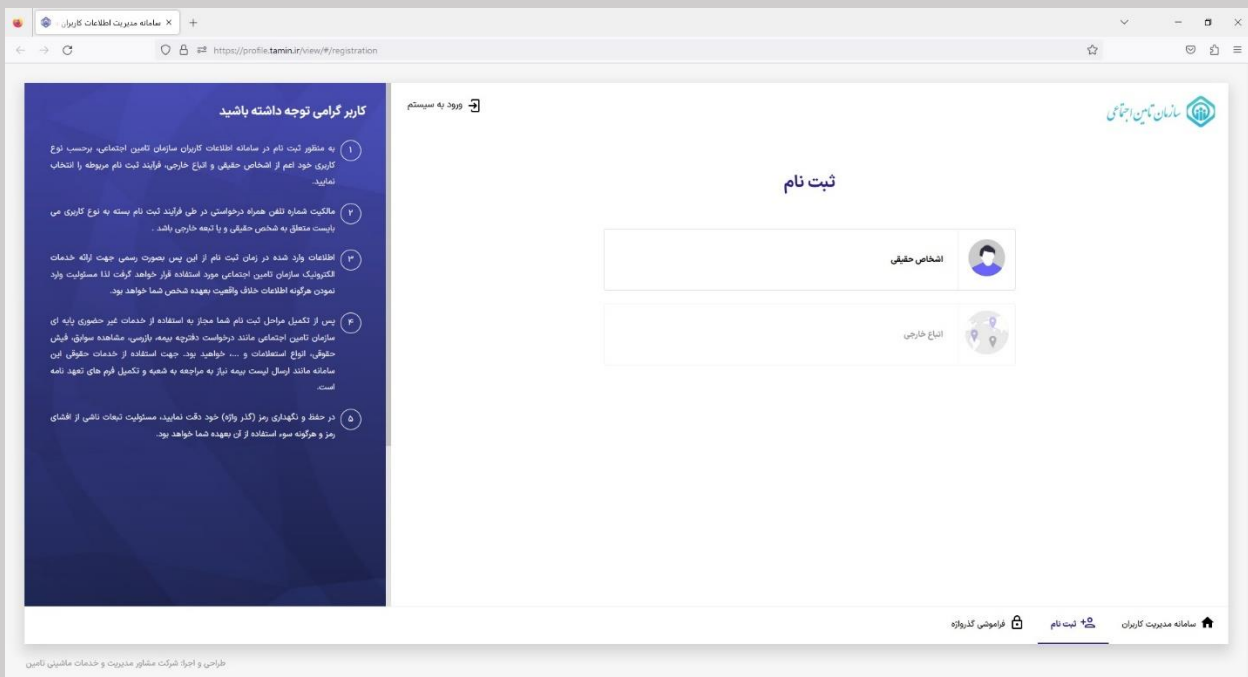 سامانه مدیریت اطلاعات کاربران
https://profile.tamin.ir/view/#/registration
سازمان تامین اجتماعی
ورود به سیستم
ثبت نام
اشخاص حقیقی
اتباع خارجی
کاربر گرامی توجه داشته باشید
۱
به منظور ثبت نام در سامانه اطلاعات کاربران سازمان تامین اجتماعی، برحسب نوع
کاربری خود اعم از اشخاص حقیقی و اتباع خارجی، فرآیند ثبت نام مربوطه را انتخاب
نمایید.
۲
مالکیت شماره تلفن همراه درخواستی در طی فرآیند ثبت نام بسته به نوع کاربری می
بایست متعلق به شخص حقیقی و یا تبعه خارجی باشد .
۳
اطلاعات وارد شده در زمان ثبت نام از این پس بصورت رسمی جهت ارائه خدمات
الکترونیک سازمان تامین اجتماعی مورد استفاده قرار خواهد گرفت لذا مسئولیت وارد
نمودن هرگونه اطلاعات خلاف واقعیت بعهده شخص شما خواهد بود.
۴
پس از تکمیل مراحل ثبت نام شما مجاز به استفاده از خدمات غیر حضوری پایه ای
سازمان تامین اجتماعی مانند درخواست دفترچه بیمه، بازرسی، مشاهده سوابق، فیش
حقوقی، انواع استعلامات و ...، خواهید بود. جهت استفاده از خدمات حقوقی این
سامانه مانند ارسال لیست بیمه نیاز به مراجعه به شعبه و تکمیل فرم های تعهد نامه
است.
۵
در حفظ و نگهداری رمز (گذر واژه) خود دقت نمایید، مسئولیت تبعات ناشی از افشای
رمز و هرگونه سوء استفاده از آن بعهده شما خواهد بود.
سامانه مدیریت کاربران
ثبت نام
فراموشی گذرواژه
طراحی و اجرا: شرکت مشاور مدیریت و خدمات ماشینی تامین